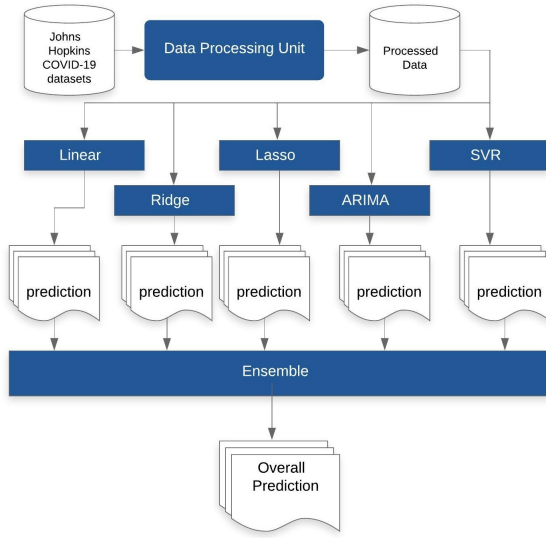 Johns
Hopkins
COVID-19
datasets
Data Processing Unit
Processed
Data
Linear
Lasso
SVR
Ridge
ARIMA
prediction
prediction
prediction
prediction
prediction
Ensemble
Overall
Prediction